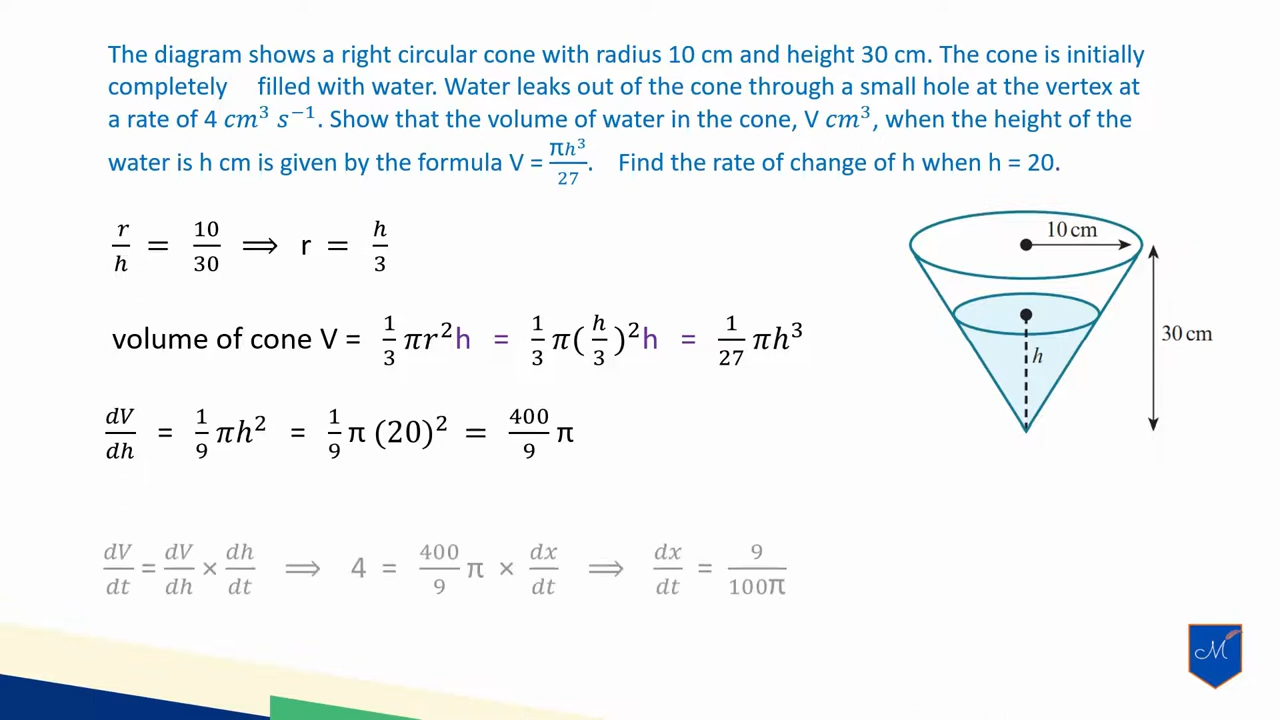 The diagram shows a right circular cone with radius 10 cm and height 30 cm. The cone is initially
completely filled with water. Water leaks out of the cone through a small hole at the vertex at
a rate of 4 cm³ s⁻¹. Show that the volume of water in the cone, V cm³, when the height of the
water is h cm is given by the formula V = πh³/27. Find the rate of change of h when h = 20.
r/h = 10/30 ⟹ r = h/3
10 cm
30 cm
h
volume of cone V = 1/3 πr²h = 1/3 π(h/3)²h = 1/27 πh³
dV/dh = 1/9 πh² = 1/9 π (20)² = 400/9 π
dV/dt = dV/dh × dh/dt ⟹ 4 = 400/9 π × dx/dt ⟹ dx/dt = 9/100π
M